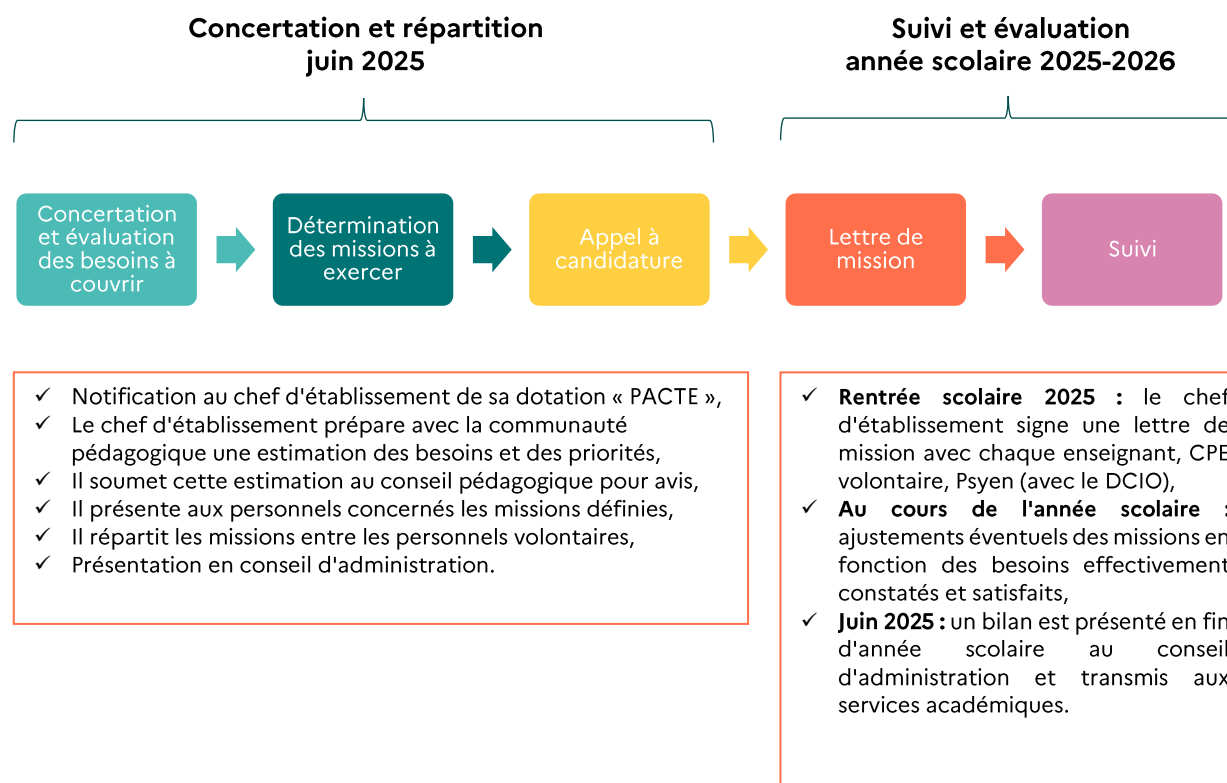 Concertation et répartition
juin 2025
Suivi et évaluation
année scolaire 2025-2026
Concertation
et évaluation
des besoins à
couvrir
Détermination
des missions à
exercer
Appel à
candidature
Lettre de
mission
Suivi
✓ Notification au chef d'établissement de sa dotation « PACTE »,
✓ Le chef d'établissement prépare avec la communauté
pédagogique une estimation des besoins et des priorités,
✓ Il soumet cette estimation au conseil pédagogique pour avis,
✓ Il présente aux personnels concernés les missions définies,
✓ Il répartit les missions entre les personnels volontaires,
✓ Présentation en conseil d'administration.
✓ Rentrée scolaire 2025 : le chef
d'établissement signe une lettre de
mission avec chaque enseignant, CPE
volontaire, Psyen (avec le DCIO),
✓ Au cours de l'année scolaire :
ajustements éventuels des missions en
fonction des besoins effectivement
constatés et satisfaits,
✓ Juin 2025 : un bilan est présenté en fin
d'année scolaire au conseil
d'administration et transmis aux
services académiques.